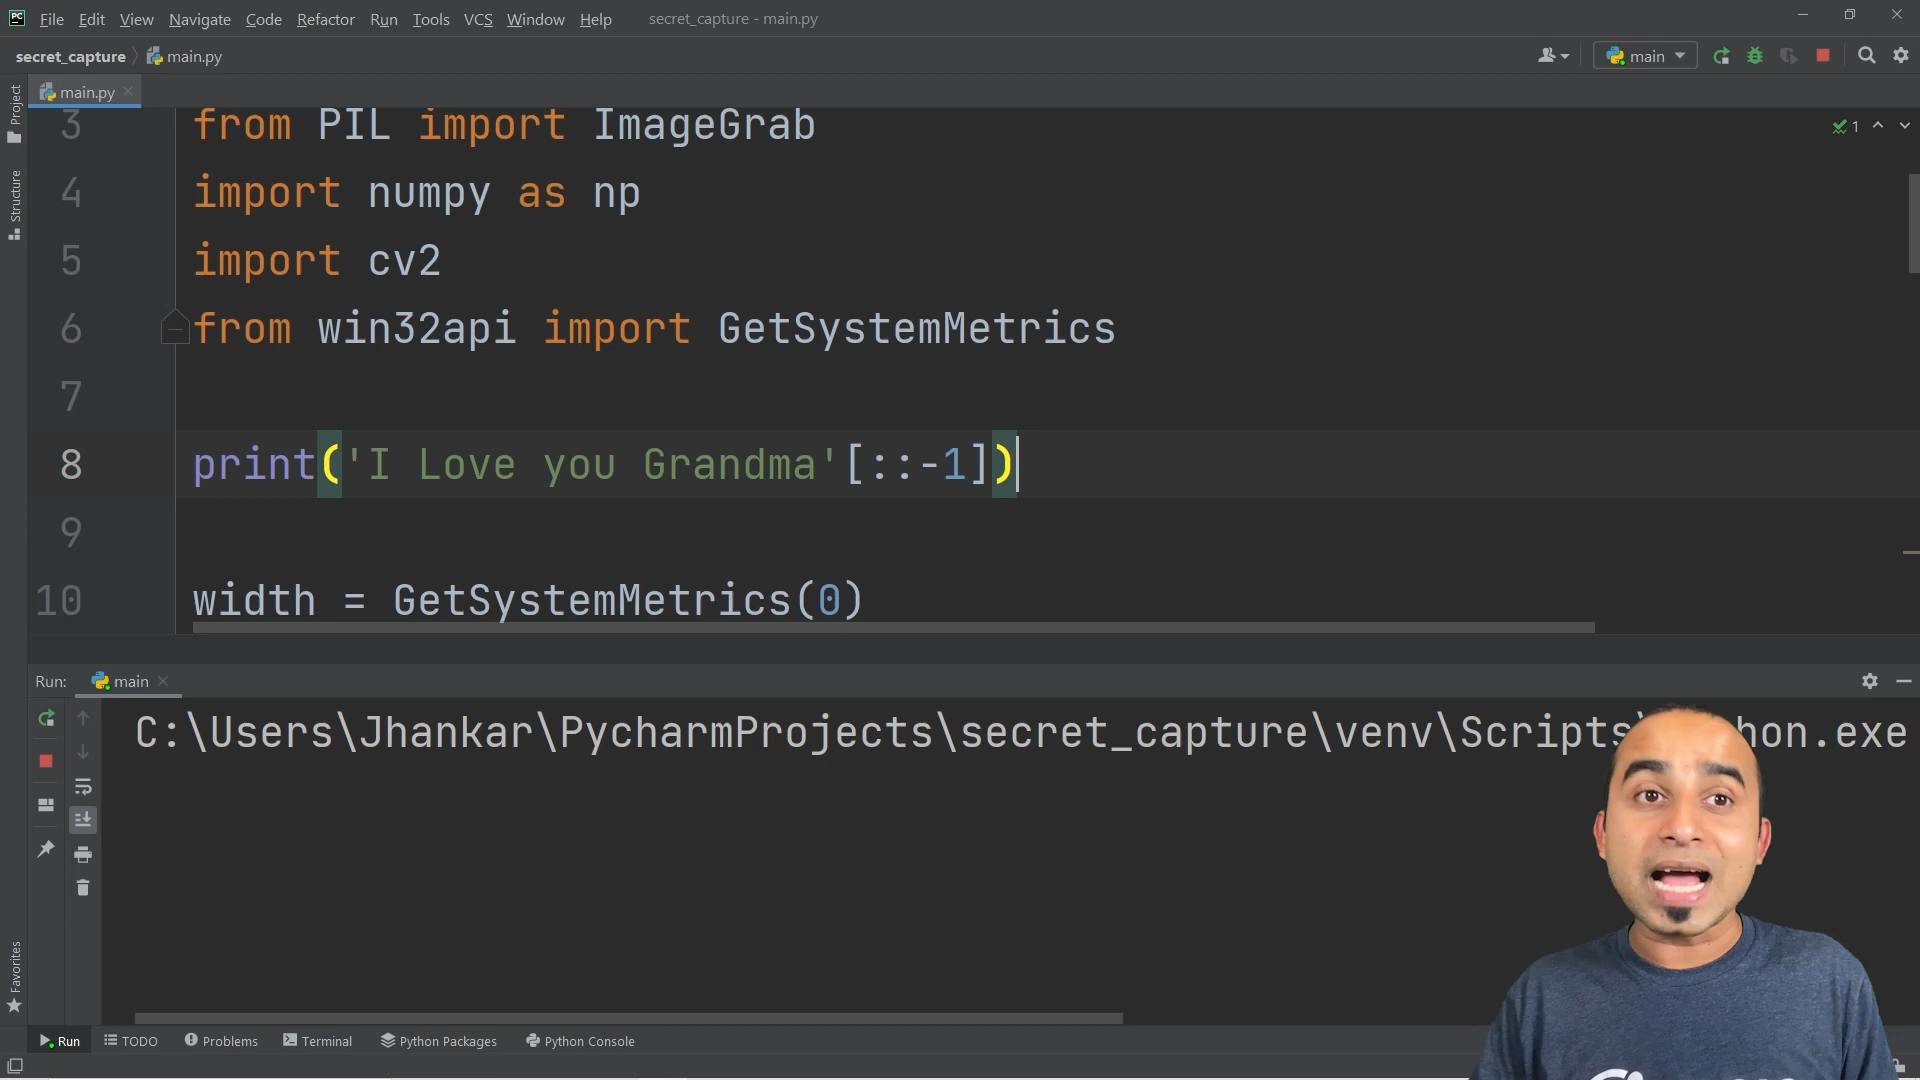 File Edit View Navigate Code Refactor Run Tools VCS Window Help secret_capture - main.py
secret_capture main.py
main
main.py
Project
Structure
Favorites
1
3 from PIL import ImageGrab
4 import numpy as np
5 import cv2
6 from win32api import GetSystemMetrics
7
8 print('I Love you Grandma'[::-1])
9
10 width = GetSystemMetrics(0)
Run: main
C:\Users\Jhankar\PycharmProjects\secret_capture\venv\Scripts\ hon.exe
Run TODO Problems Terminal Python Packages Python Console